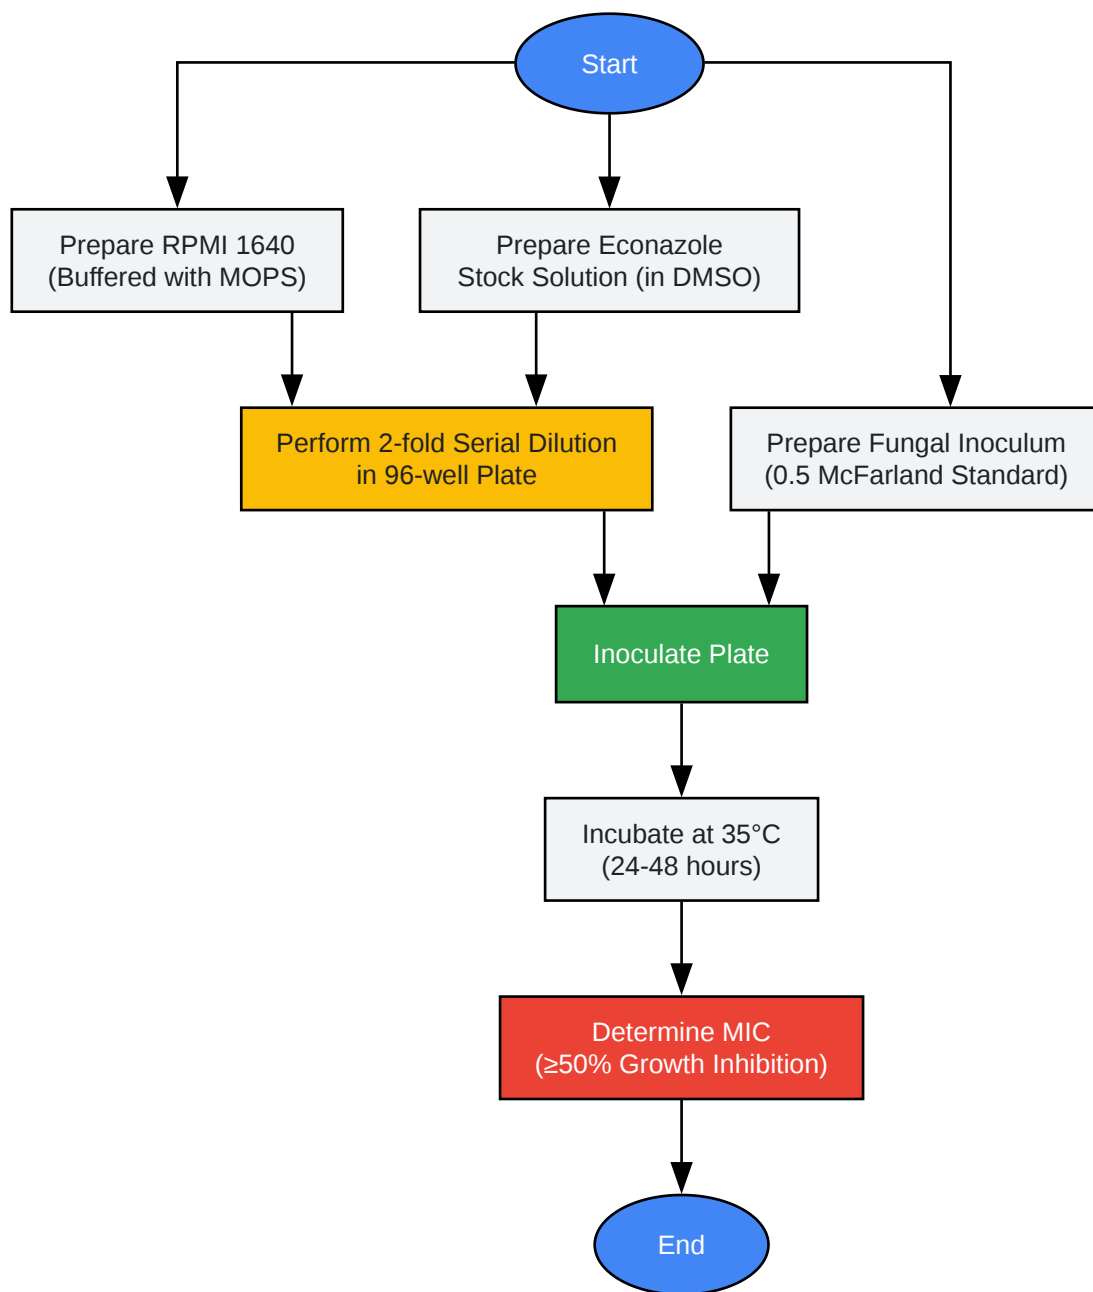 Start
Prepare RPMI 1640
(Buffered with MOPS)
Prepare Econazole
Stock Solution (in DMSO)
Perform 2-fold Serial Dilution
in 96-well Plate
Prepare Fungal Inoculum
(0.5 McFarland Standard)
Inoculate Plate
Incubate at 35°C
(24-48 hours)
Determine MIC
(≥50% Growth Inhibition)
End